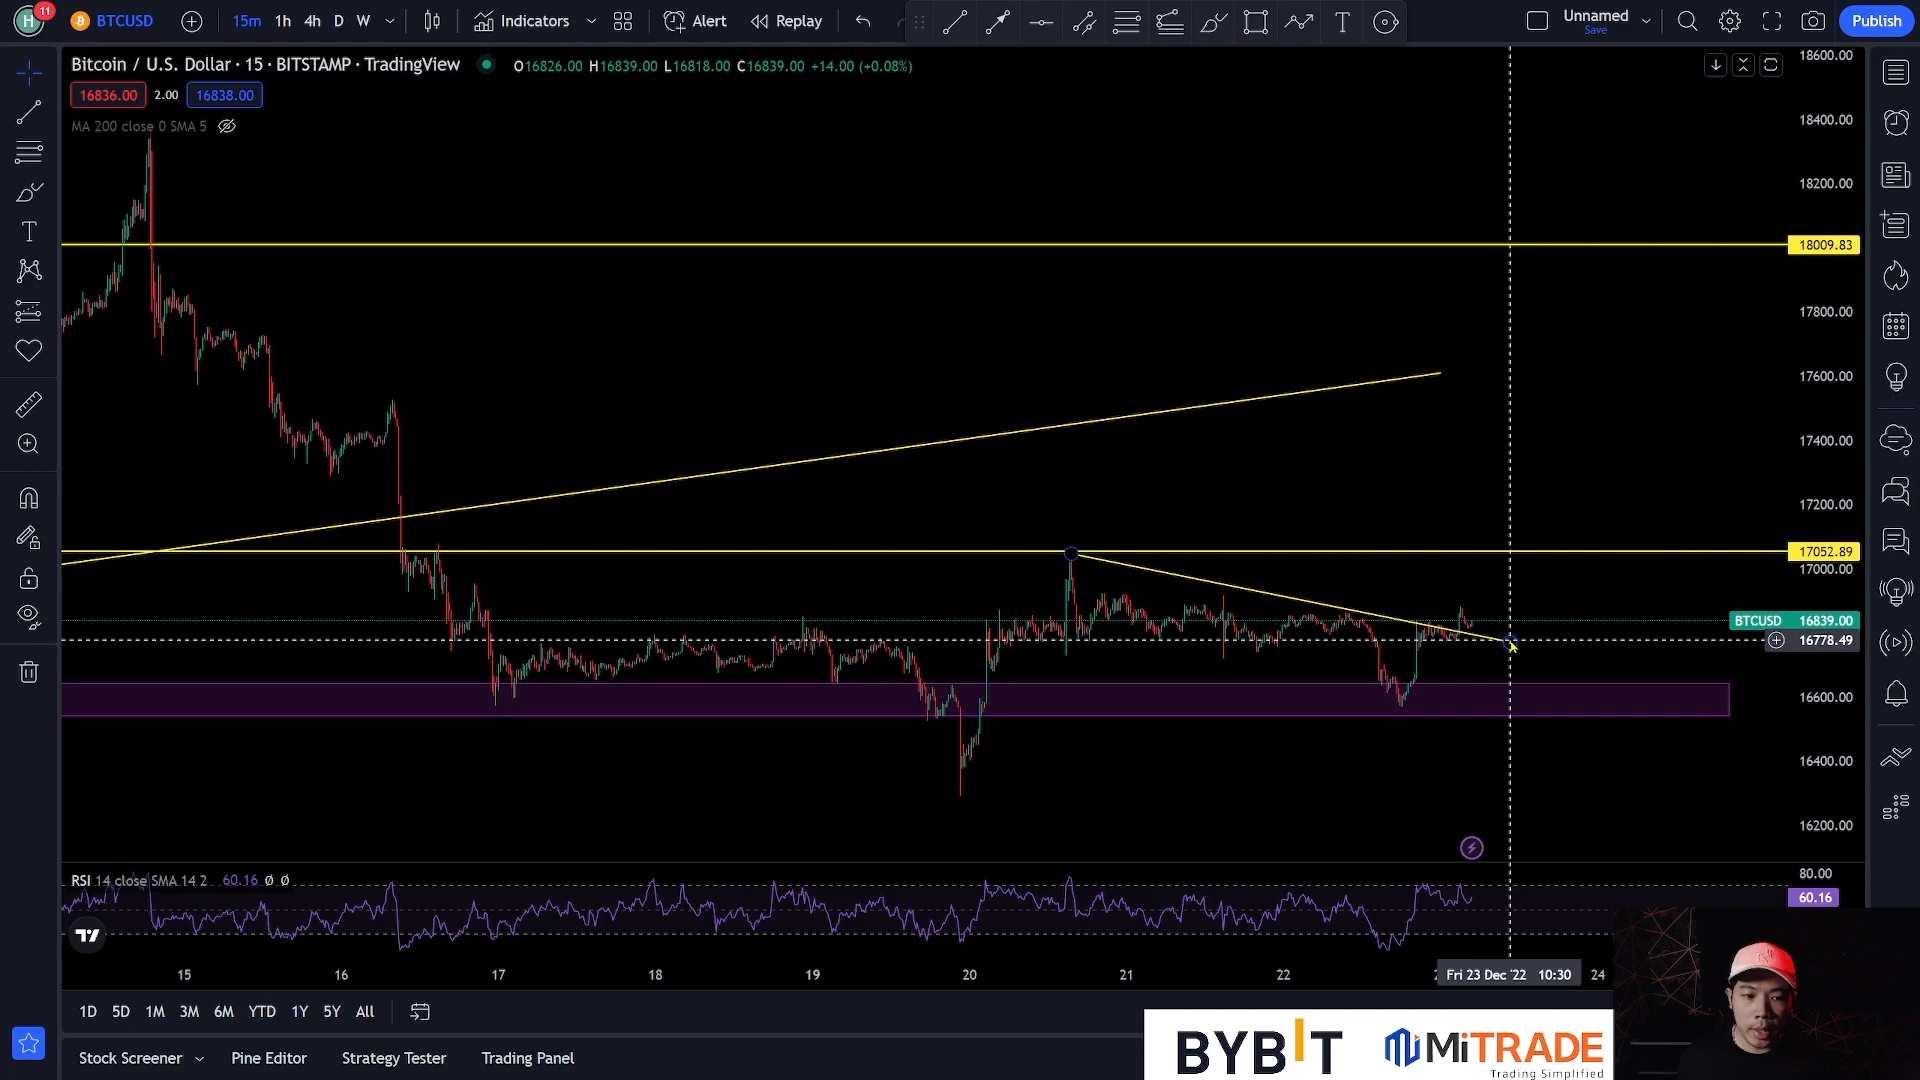 H 11 BTCUSD 15m 1h 4h D W Indicators Alert Replay T Unnamed Save Publish
Bitcoin / U.S. Dollar · 15 · BITSTAMP · TradingView O16826.00 H16839.00 L16818.00 C16839.00 +14.00 (+0.08%)
16836.00 2.00 16838.00
MA 200 close 0 SMA 5
18600.00
18400.00
18200.00
18009.83
17800.00
17600.00
17400.00
17200.00
17052.89
17000.00
BTCUSD 16839.00
16778.49
16600.00
16400.00
16200.00
RSI 14 close SMA 14 2 60.16 Ø Ø
80.00
60.16
15 16 17 18 19 20 21 22 Fri 23 Dec '22 10:30 24
1D 5D 1M 3M 6M YTD 1Y 5Y All
Stock Screener Pine Editor Strategy Tester Trading Panel
BYBIT MiTRADE
Trading Simplified